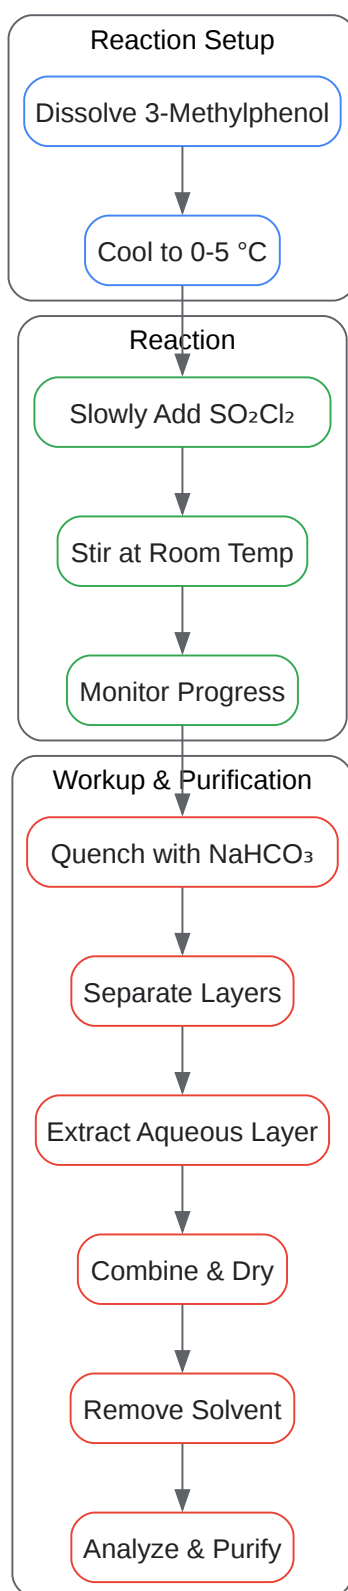 Reaction Setup
Dissolve 3-Methylphenol
Cool to 0-5 °C
Reaction
Slowly Add SO₂Cl₂
Stir at Room Temp
Monitor Progress
Workup & Purification
Quench with NaHCO₃
Separate Layers
Extract Aqueous Layer
Combine & Dry
Remove Solvent
Analyze & Purify